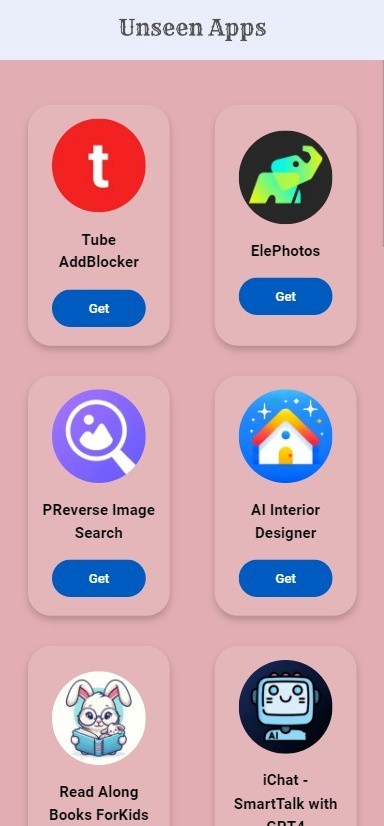 Unseen Apps
t
Tube
AddBlocker
Get
ElePhotos
Get
PReverse Image
Search
Get
AI Interior
Designer
Get
Read Along
Books ForKids
AI
iChat -
SmartTalk with
GPT4